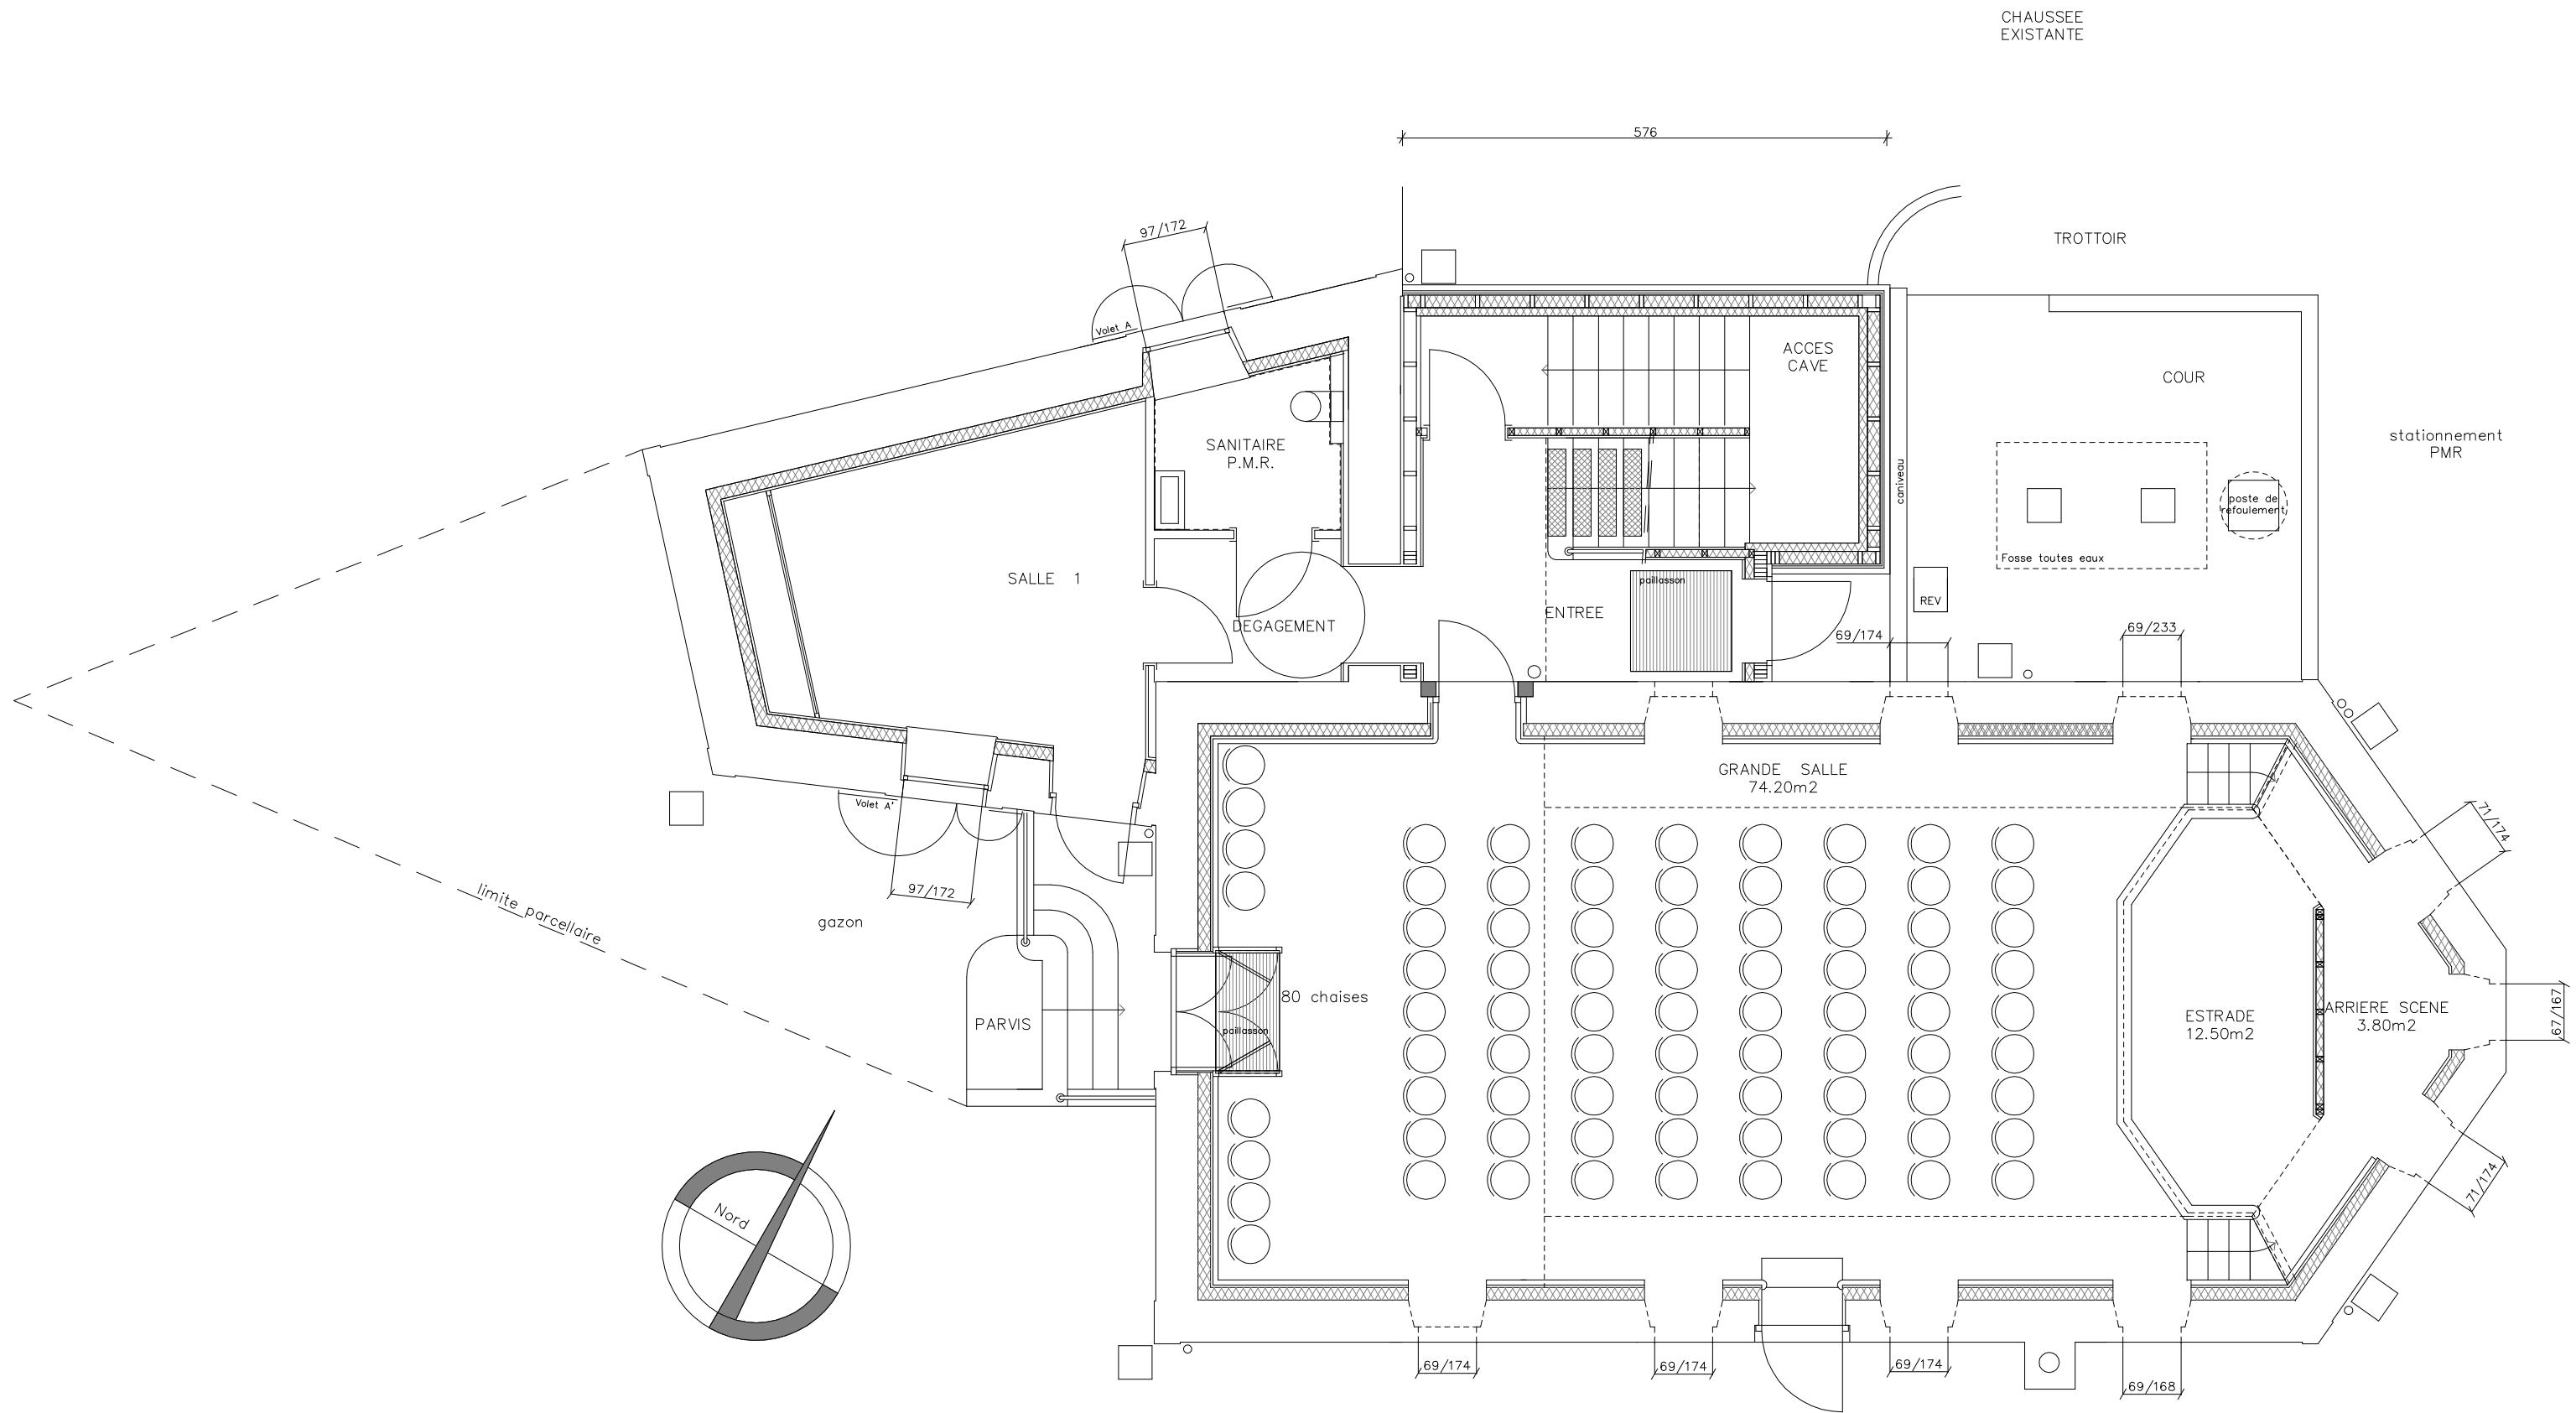 CHAUSSEE
EXISTANTE
576
97/172
TROTTOIR
Volet A
ACCES
CAVE
COUR
SANITAIRE
P.M.R.
stationnement
PMR
caniveau
poste de
refoulement
Fosse toutes eaux
SALLE 1
paillasson
REV
ENTREE
DEGAGEMENT
69/174
69/233
GRANDE SALLE
74.20m2
Volet A'
71/174
97/172
limite parcellaire
gazon
80 chaises
PARVIS
paillasson
ESTRADE
12.50m2
ARRIERE SCENE
3.80m2
67/167
71/174
Nord
69/174
69/174
69/174
69/168